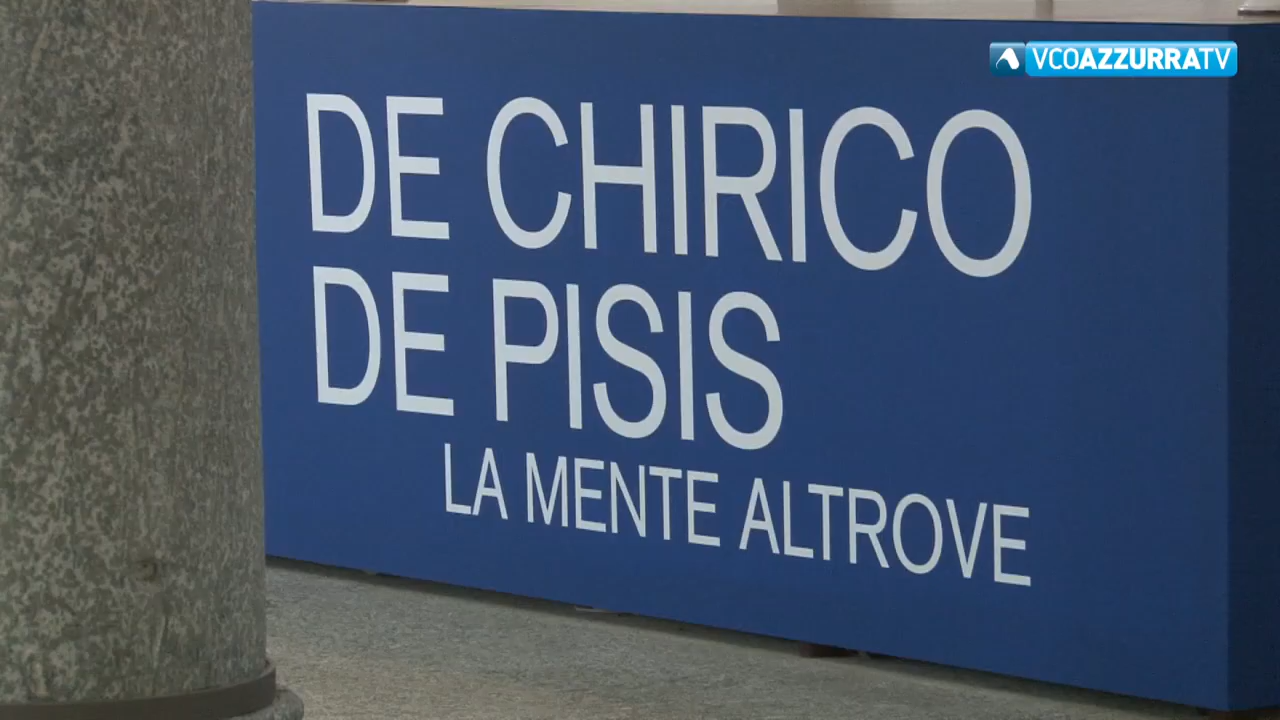 VCOAZZURRATV
DE CHIRICO
DE PISIS
LA MENTE ALTROVE